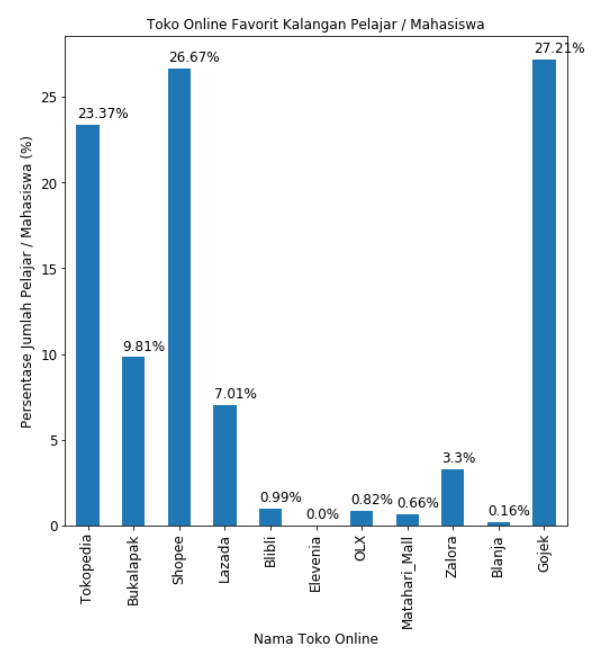 Toko Online Favorit Kalangan Pelajar / Mahasiswa
Persentase Jumlah Pelajar / Mahasiswa (%)
25
20
15
10
5
0
23.37%
9.81%
26.67%
7.01%
0.99%
0.0%
0.82%
0.66%
3.3%
0.16%
27.21%
Tokopedia
Bukalapak
Shopee
Lazada
Blibli
Elevenia
OLX
Matahari_Mall
Zalora
Blanja
Gojek
Nama Toko Online